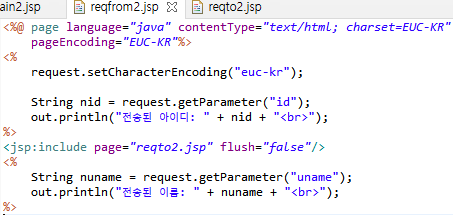 ain2.jsp reqfrom2.jsp reqto2.jsp
<%@ page language="java" contentType="text/html; charset=EUC-KR"
pageEncoding="EUC-KR"%>
<%
request.setCharacterEncoding("euc-kr");
String nid = request.getParameter("id");
out.println("전송된 아이디: " + nid + "<br>");
%>
<jsp:include page="reqto2.jsp" flush="false"/>
<%
String nuname = request.getParameter("uname");
out.println("전송된 이름: " + nuname + "<br>");
%>